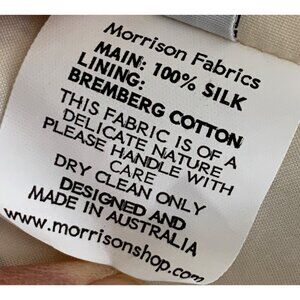 Morrison Fabrics
MAIN: 100% SILK
LINING:
BREMBERG COTTON
THIS FABRIC IS OF A
DELICATE NATURE
PLEASE HANDLE WITH
CARE
DRY CLEAN ONLY
DESIGNED AND
MADE IN AUSTRALIA
www.morrisonshop.com